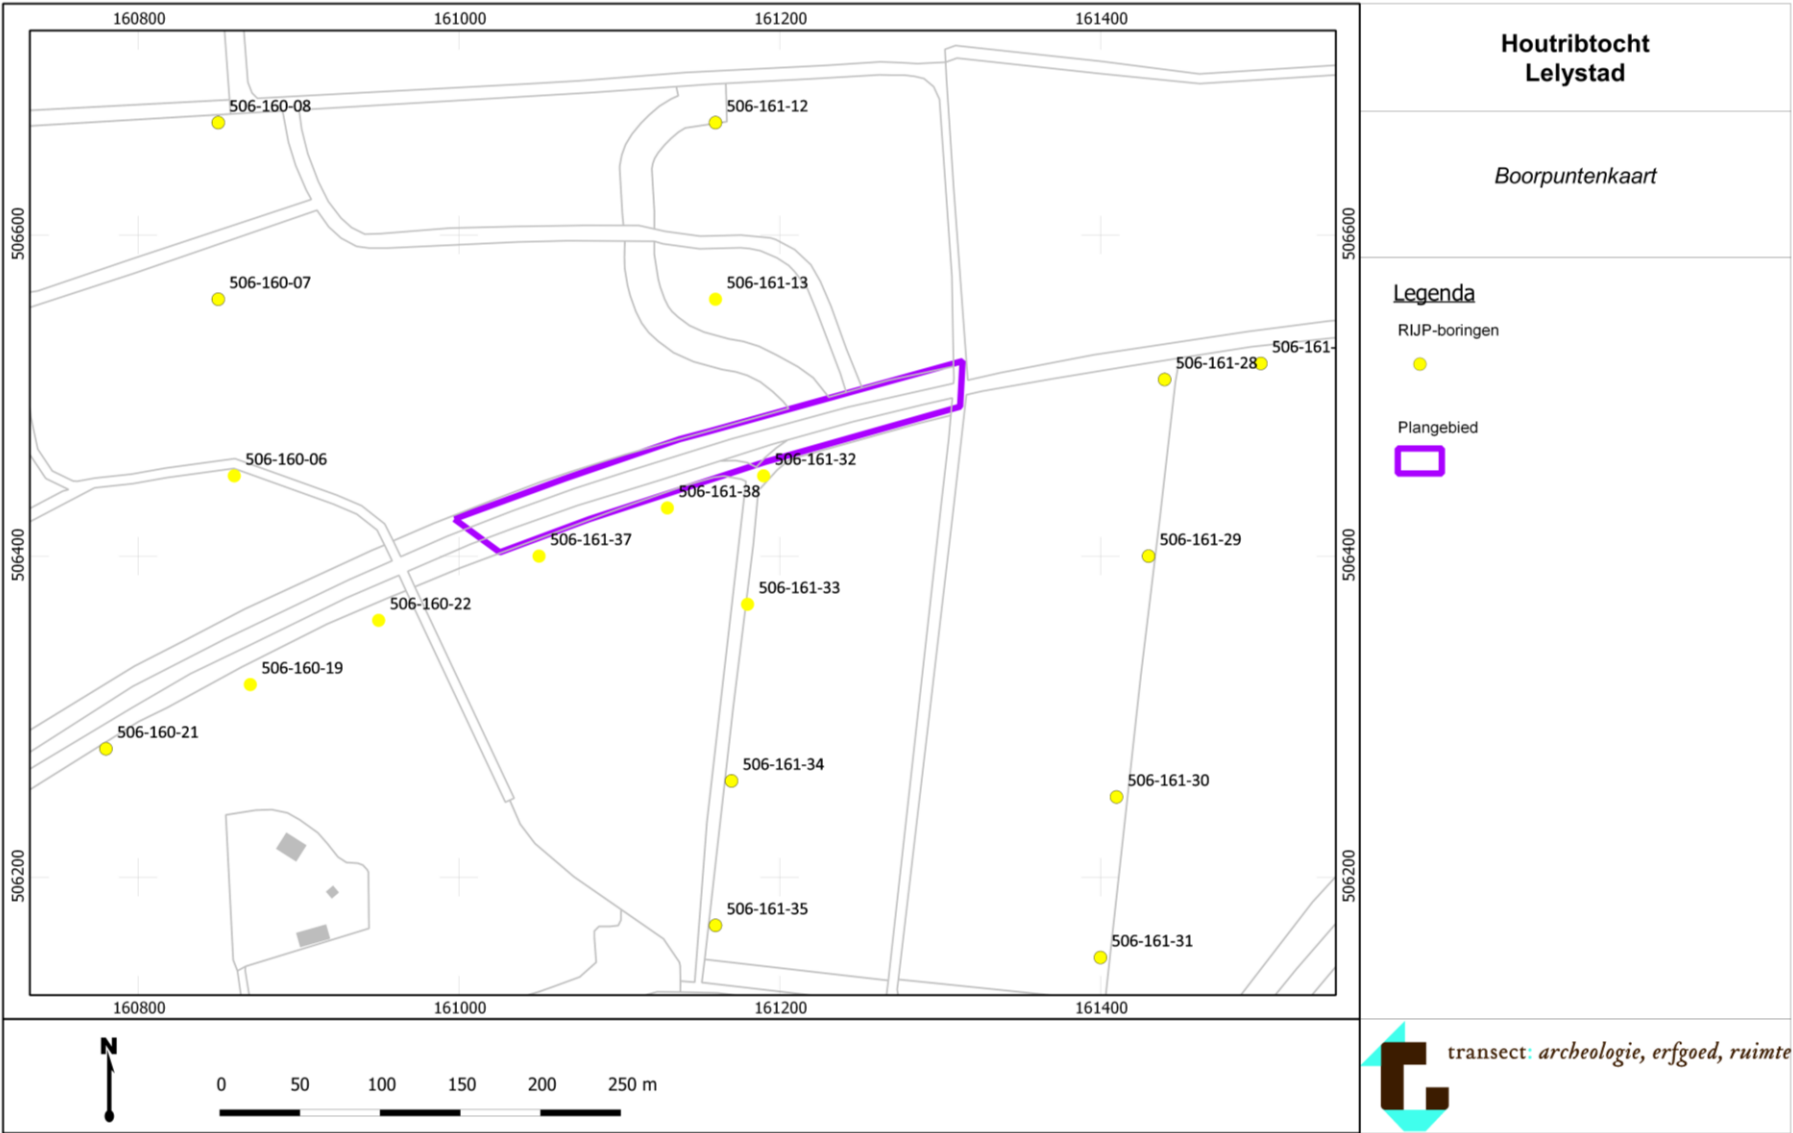 160800 161000 161200 161400
506-160-08
506-161-12
506600
506600
506-160-07
506-161-13
506-161-28
506-161-
506-160-06
506-161-32
506-161-38
506-161-37
506-161-29
506400
506400
506-160-22
506-161-33
506-160-19
506-160-21
506-161-34
506-161-30
506200
506200
506-161-35
506-161-31
160800 161000 161200 161400
N
0 50 100 150 200 250 m
Houtribtocht
Lelystad
Boorpuntenkaart
Legenda
RIJP-boringen
Plangebied
transect: archeologie, erfgoed, ruimte